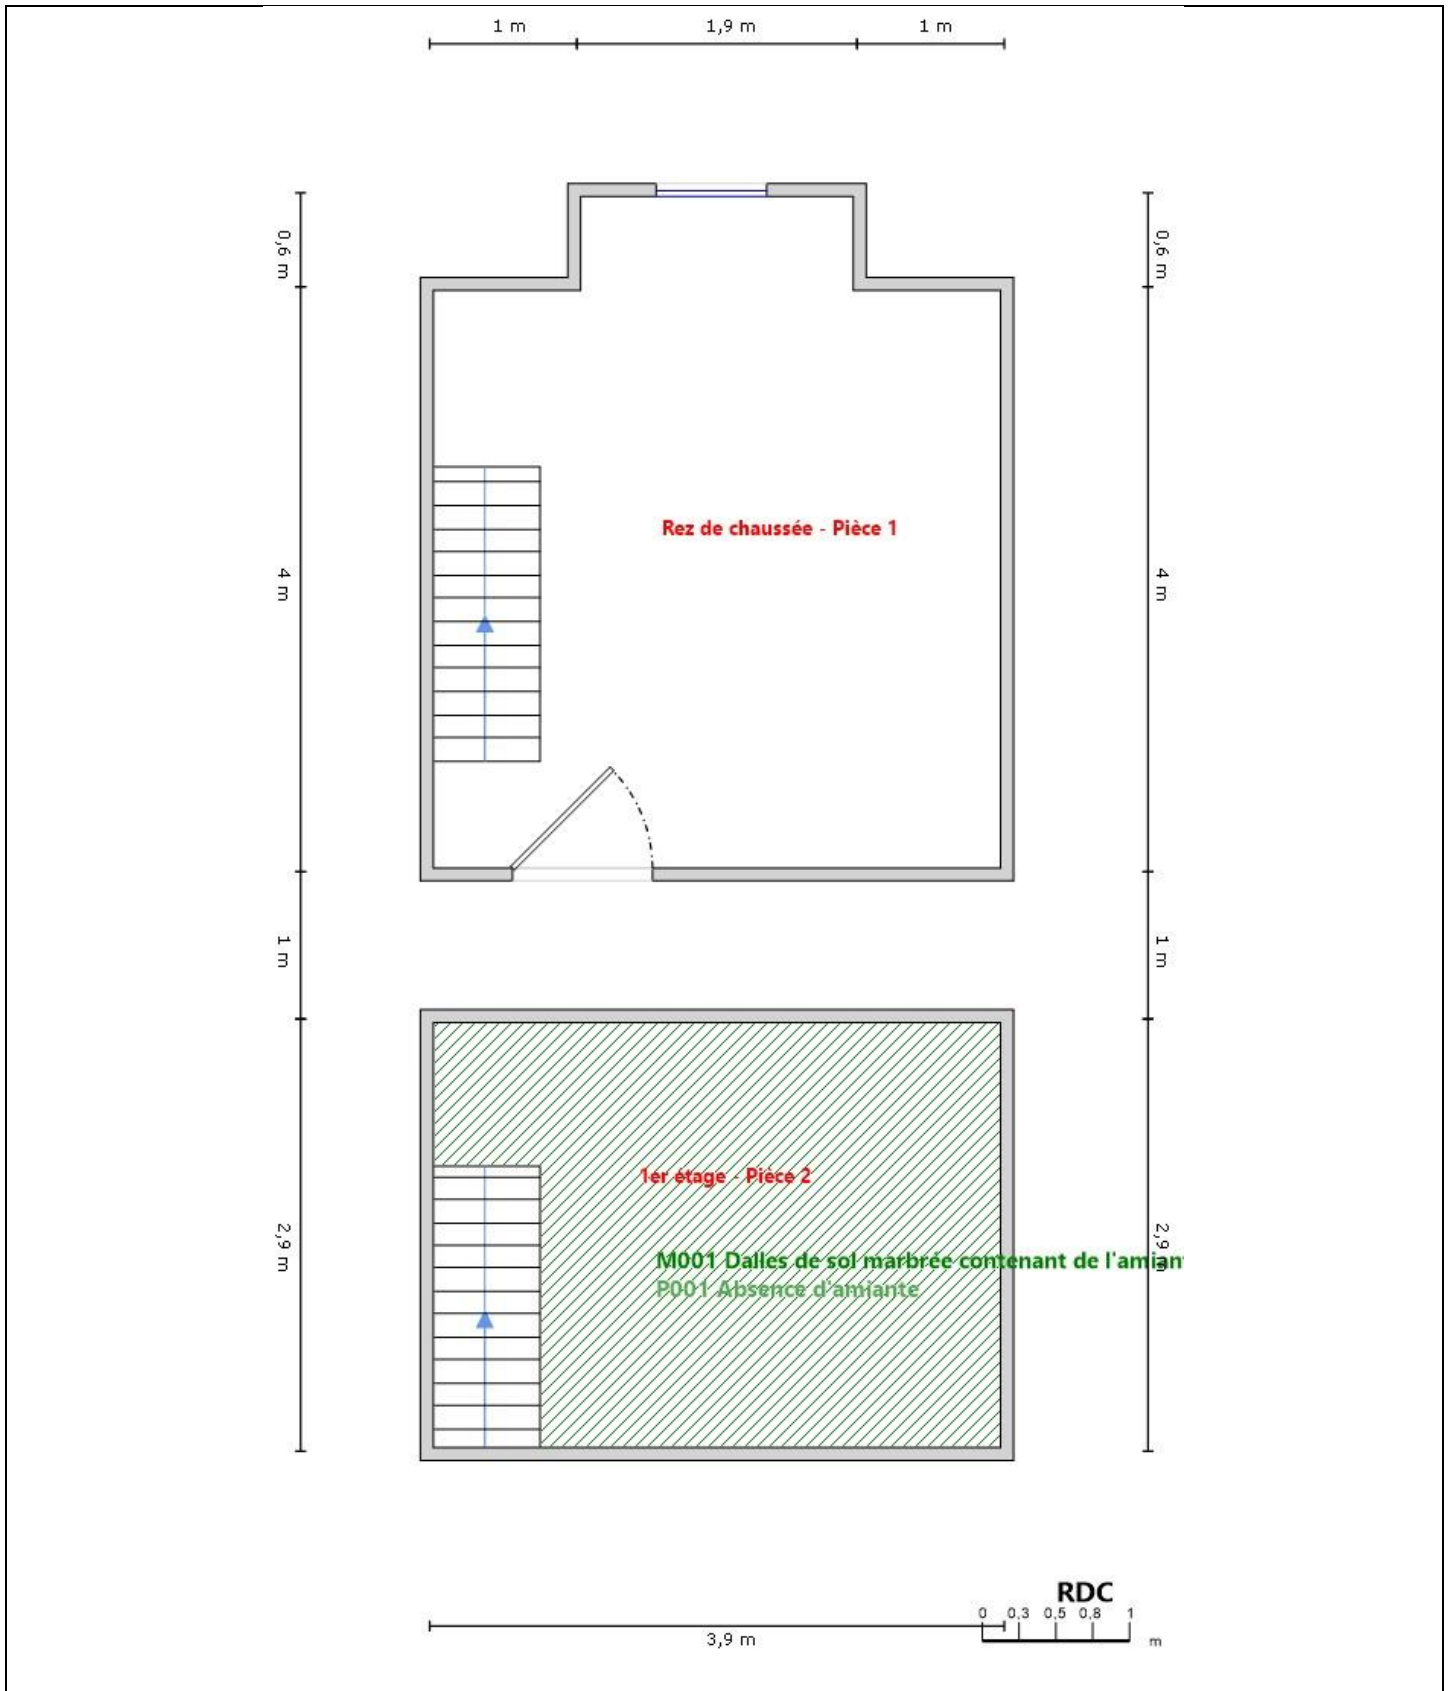 1 m 1,9 m 1 m
0,6 m 0,6 m
Rez de chaussée - Pièce 1
4 m 4 m
1 m 1 m
1er étage - Pièce 2
2,9 m 2,9 m
M001 Dalles de sol marbrée contenant de l'amian
P001 Absence d'amiante
RDC
0 0,3 0,5 0,8 1
m
3,9 m